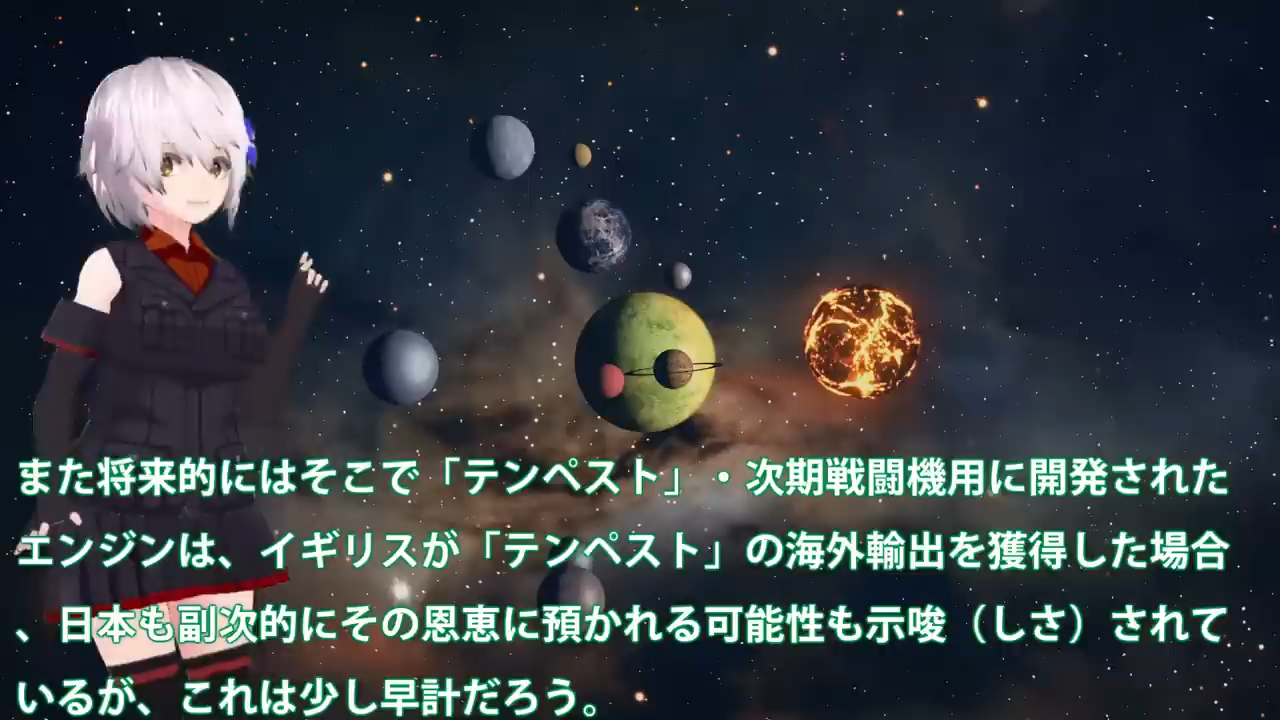 また将来的にはそこで「テンペスト」・次期戦闘機用に開発された
エンジンは、イギリスが「テンペスト」の海外輸出を獲得した場合
、日本も副次的にその恩恵に預かれる可能性も示唆（しさ）されて
いるが、これは少し早計だろう。